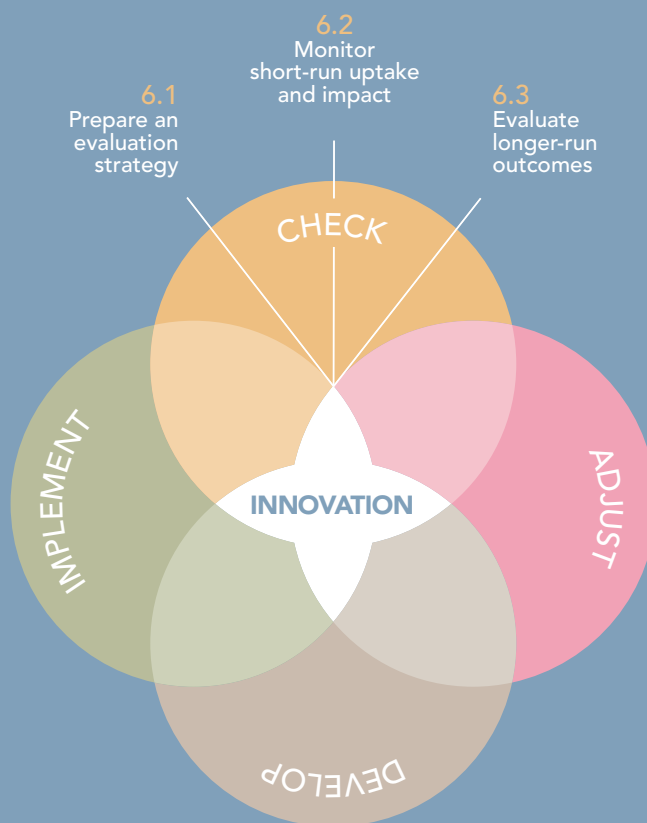 6.1
Prepare an
evaluation
strategy
6.2
Monitor
short-run uptake
and impact
6.3
Evaluate
longer-run
outcomes
CHECK
IMPLEMENT
INNOVATION
ADJUST
DEVELOP